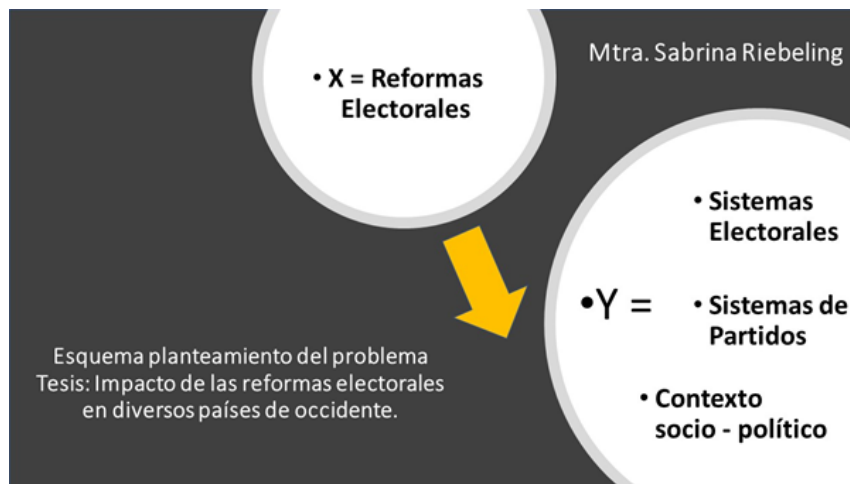 • X = Reformas
Electorales
Mtra. Sabrina Riebeling
• Sistemas
Electorales
•Y =
• Sistemas de
Partidos
• Contexto
socio - político
Esquema planteamiento del problema
Tesis: Impacto de las reformas electorales
en diversos países de occidente.